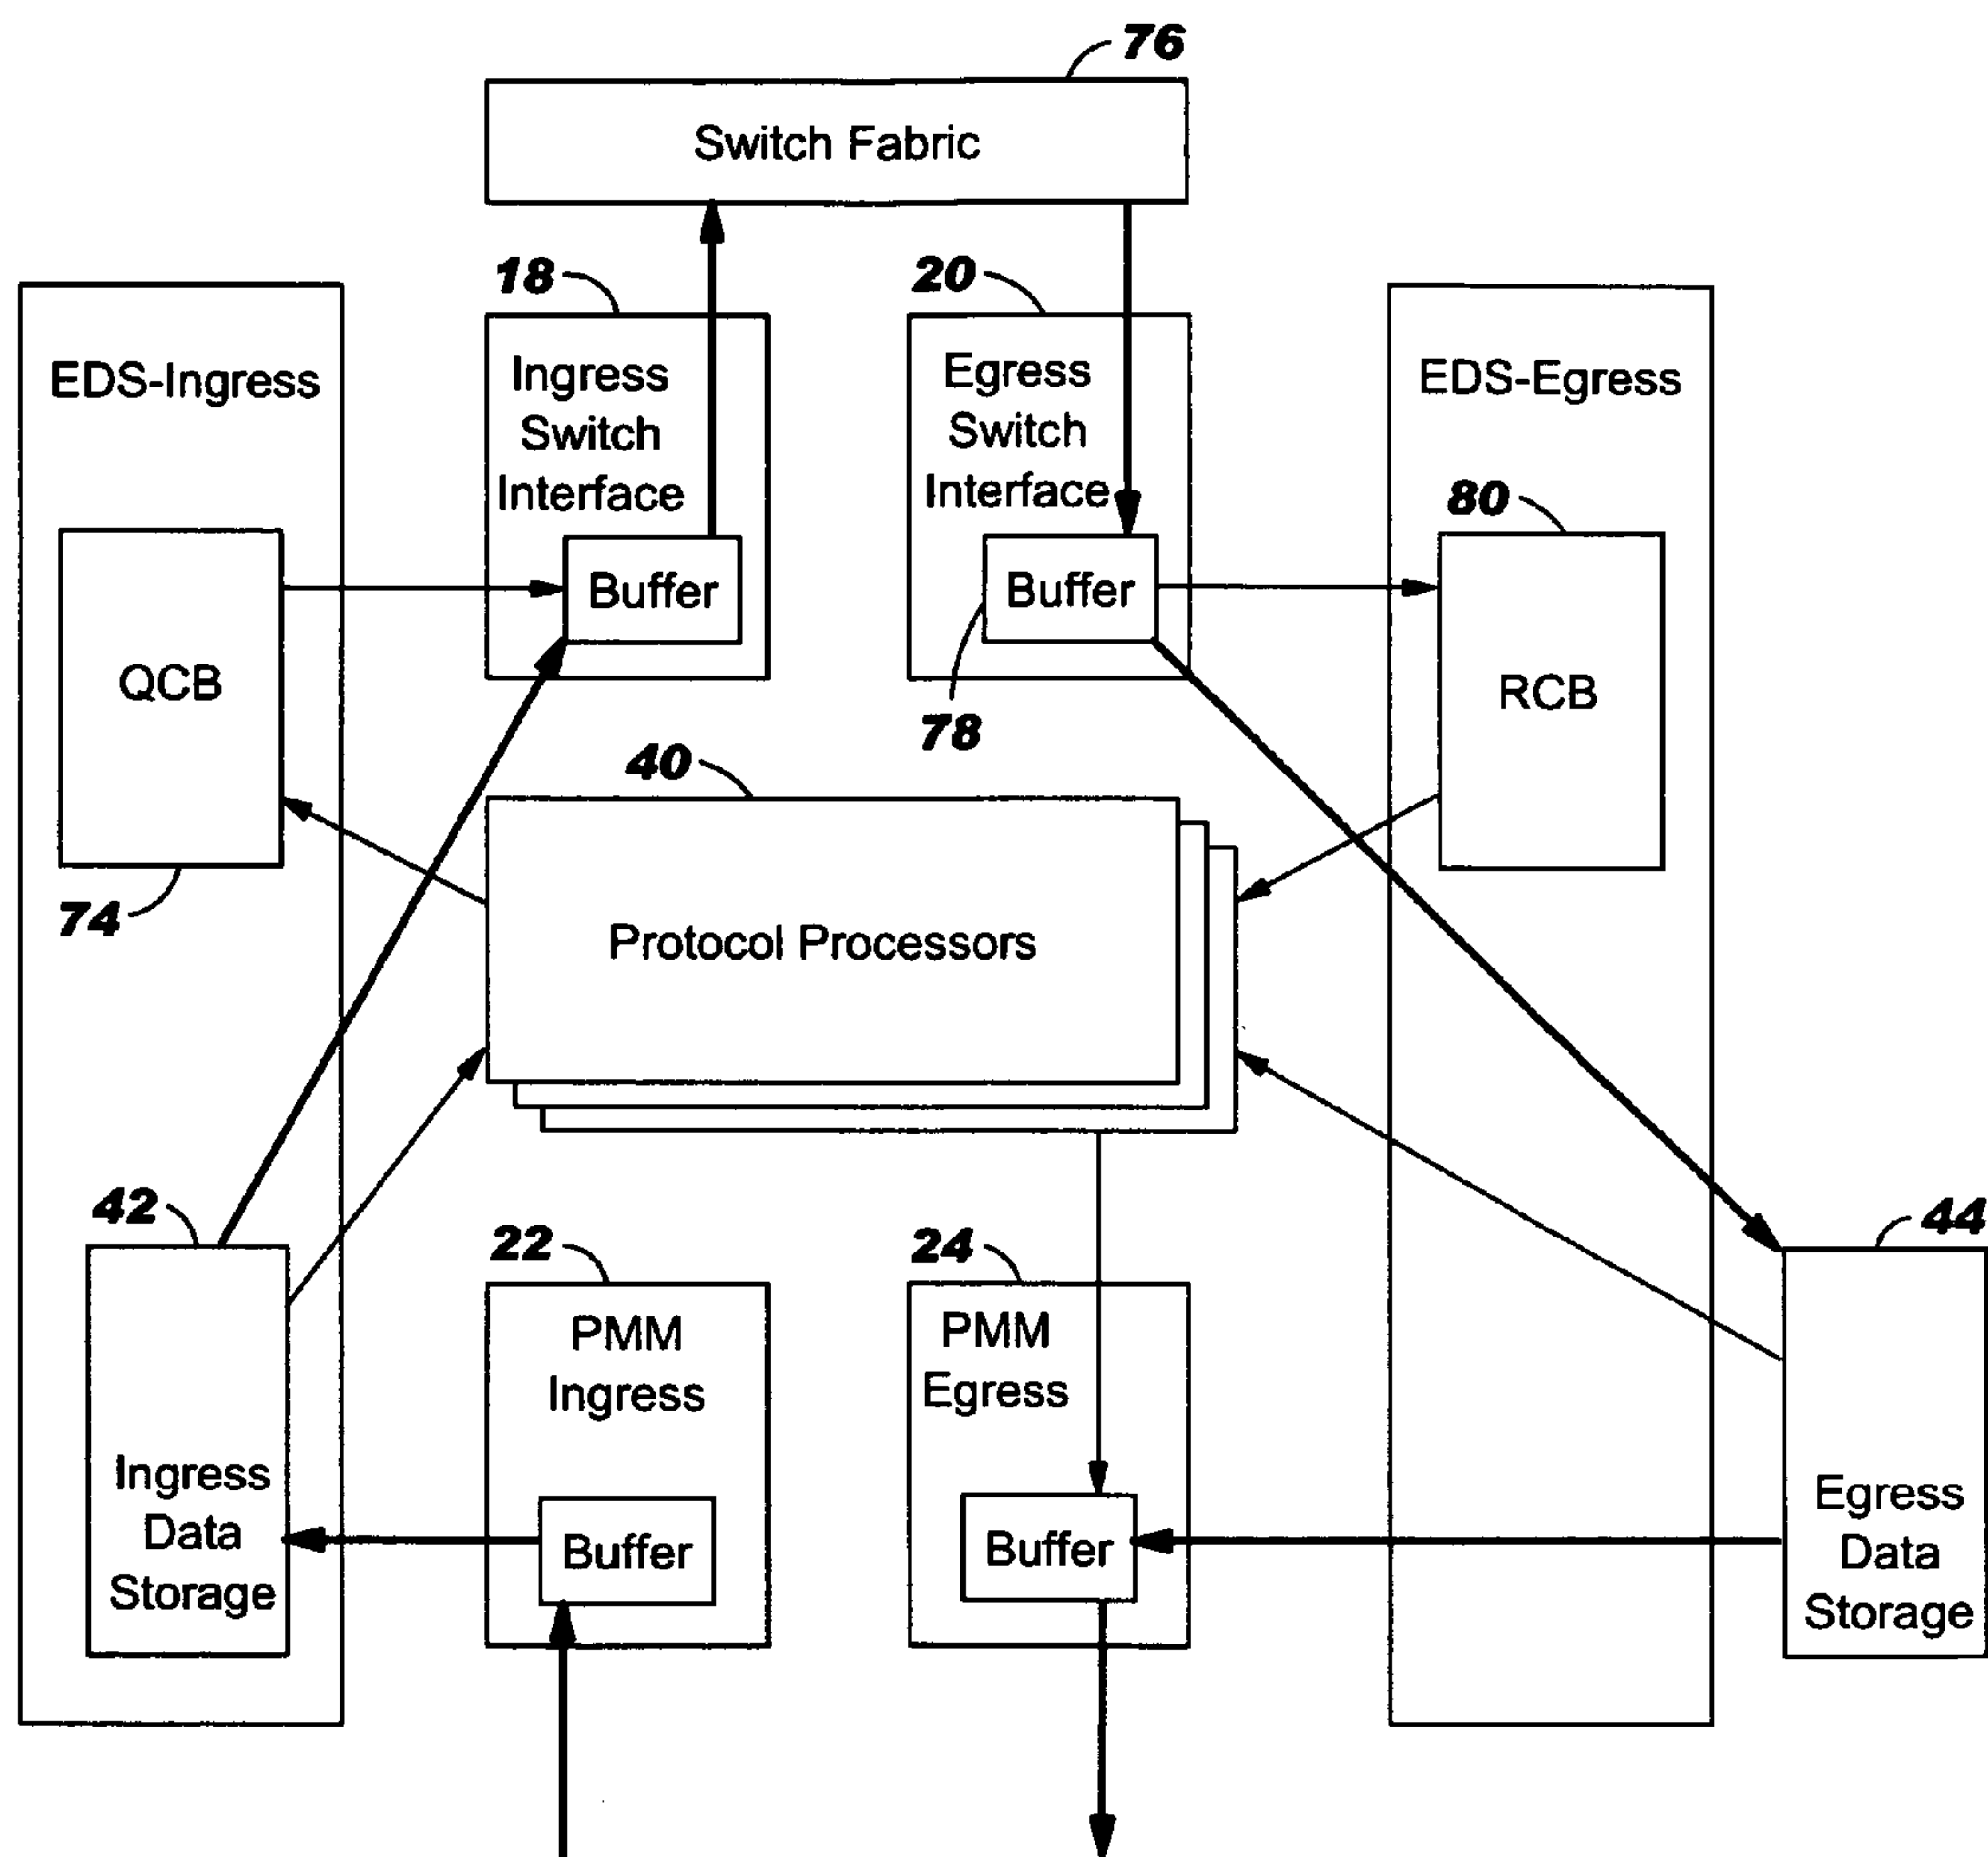 76
Switch Fabric
18
20
EDS-Ingress
Ingress
Switch
Interface
Buffer
Egress
Switch
Interface
Buffer
EDS-Egress
80
QCB
RCB
78
40
74
Protocol Processors
42
22
24
44
PMM
Ingress
PMM
Egress
Ingress
Data
Storage
Buffer
Buffer
Egress
Data
Storage